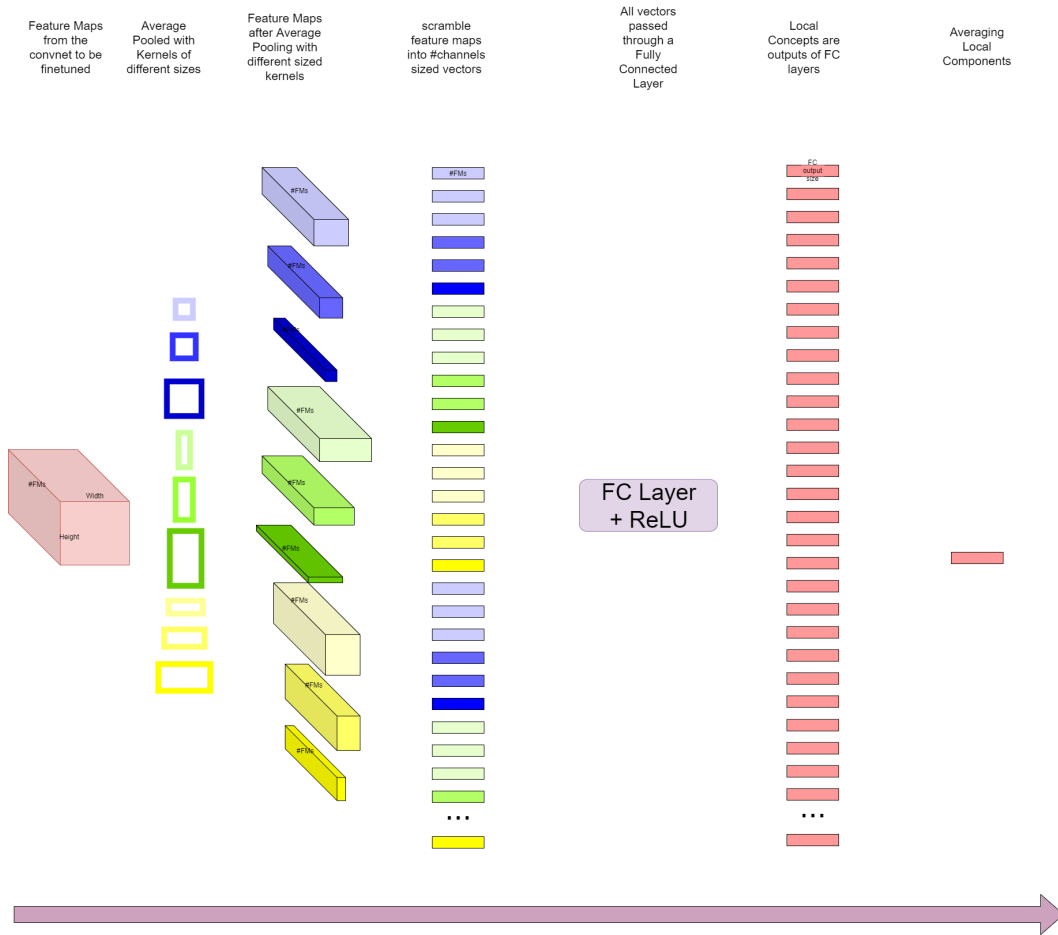 Feature Maps
from the
convnet to be
finetuned
Average
Pooled with
Kernels of
different sizes
Feature Maps
after Average
Pooling with
different sized
kernels
scramble
feature maps
into #channels
sized vectors
All vectors
passed
through a
Fully
Connected
Layer
Local
Concepts are
outputs of FC
layers
Averaging
Local
Components
#FMs
Width
Height
#FMs
#FMs
#FMs
#FMs
#FMs
#FMs
#FMs
#FMs
#FMs
FC Layer
+ ReLU
FC
output
size
...
...